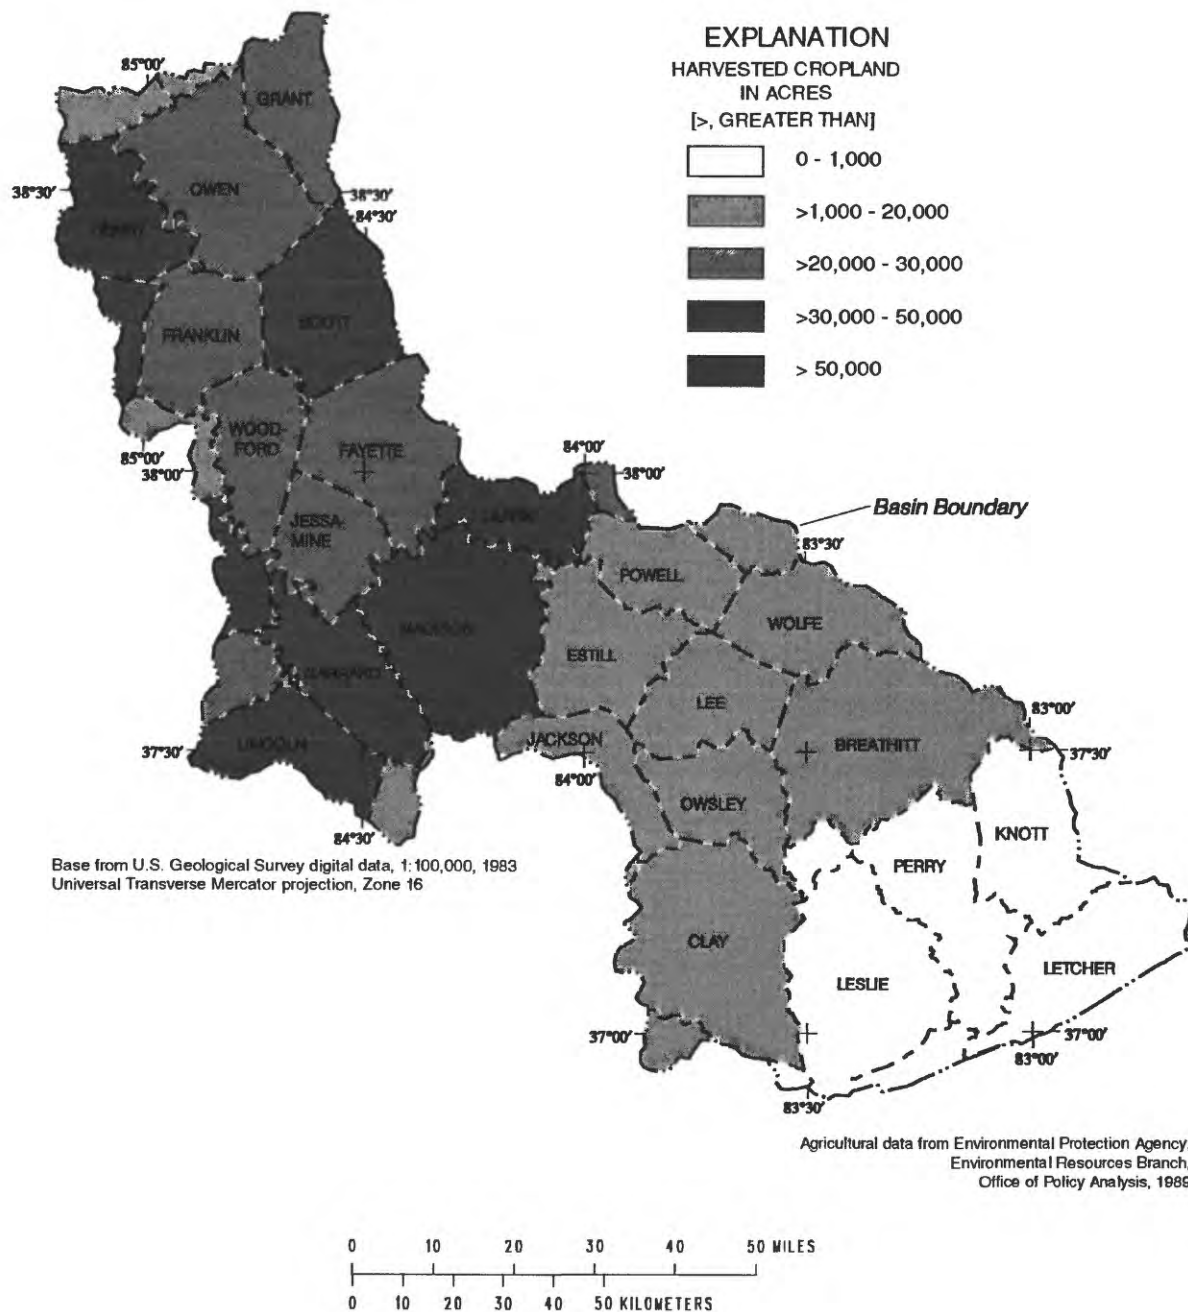 EXPLANATION
HARVESTED CROPLAND
IN ACRES
[>, GREATER THAN]
0 - 1,000
>1,000 - 20,000
>20,000 - 30,000
>30,000 - 50,000
> 50,000
85°00'
GRANT
38°30'
OWEN
38°30'
84°30'
HENRY
SCOTT
FRANKLIN
WOOD-
FORD
FAYETTE
85°00'
38°00'
84°00'
38°00'
Basin Boundary
CLARK
JESSA-
MINE
83°30'
POWELL
MADISON
WOLFE
ESTILL
GARRARD
LEE
83°00'
LINCOLN
JACKSON
BREATHITT
37°30'
37°30'
84°00'
OWSLEY
KNOTT
84°30'
PERRY
Base from U.S. Geological Survey digital data, 1:100,000, 1983
Universal Transverse Mercator projection, Zone 16
CLAY
LETCHER
LESLIE
37°00'
37°00'
83°00'
83°30'
Agricultural data from Environmental Protection Agency,
Environmental Resources Branch,
Office of Policy Analysis, 1989
0 10 20 30 40 50 MILES
0 10 20 30 40 50 KILOMETERS